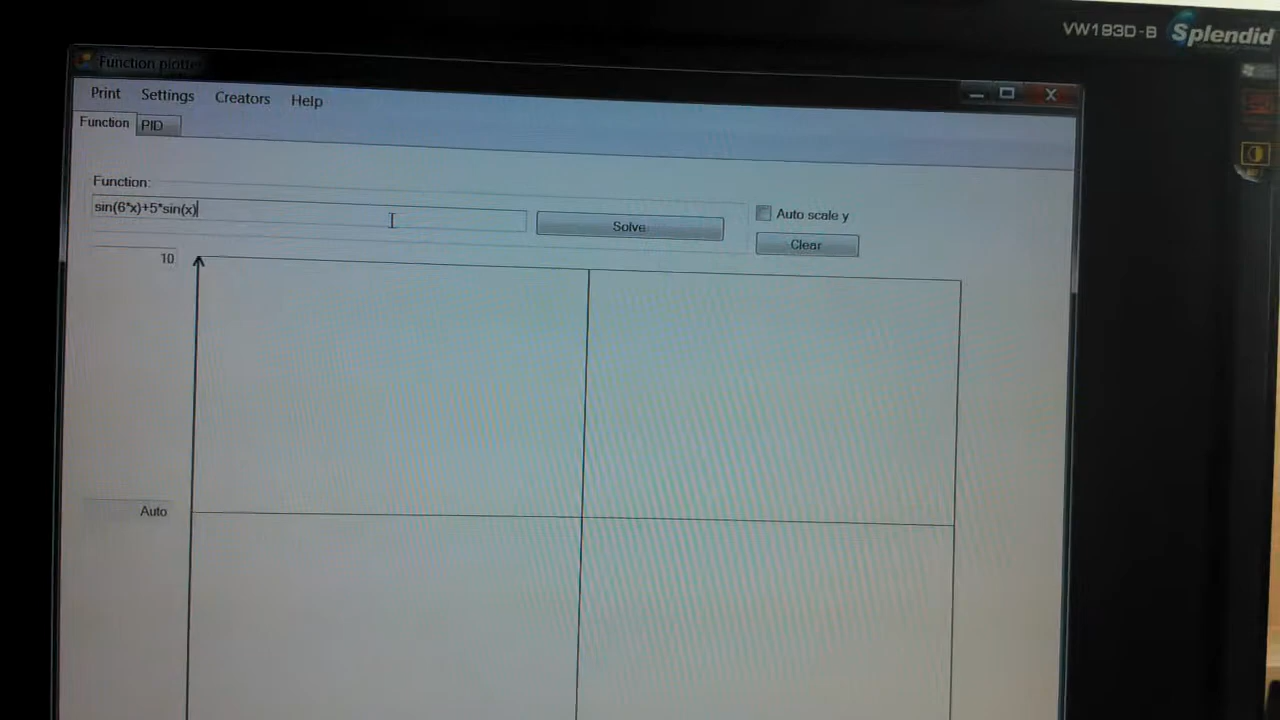 VW193D-B Splendid
Function plotter
Print Settings Creators Help
Function PID
Function:
sin(6*x)+5*sin(x)
Solve
Auto scale y
Clear
10
Auto